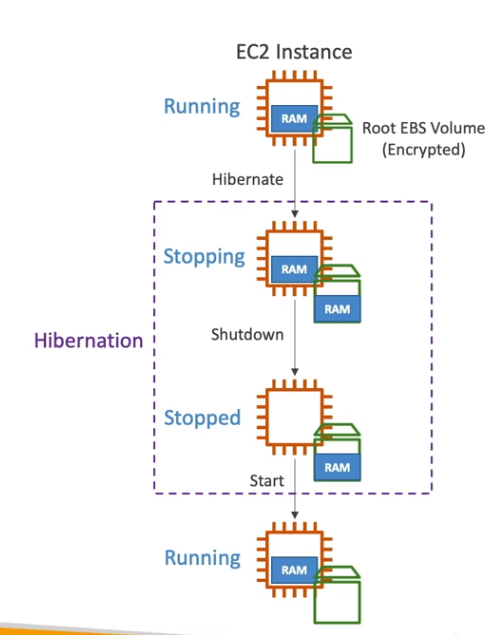 EC2 Instance
Running
RAM
Root EBS Volume
(Encrypted)
Hibernate
Stopping
RAM
RAM
Hibernation
Shutdown
Stopped
RAM
Start
Running
RAM